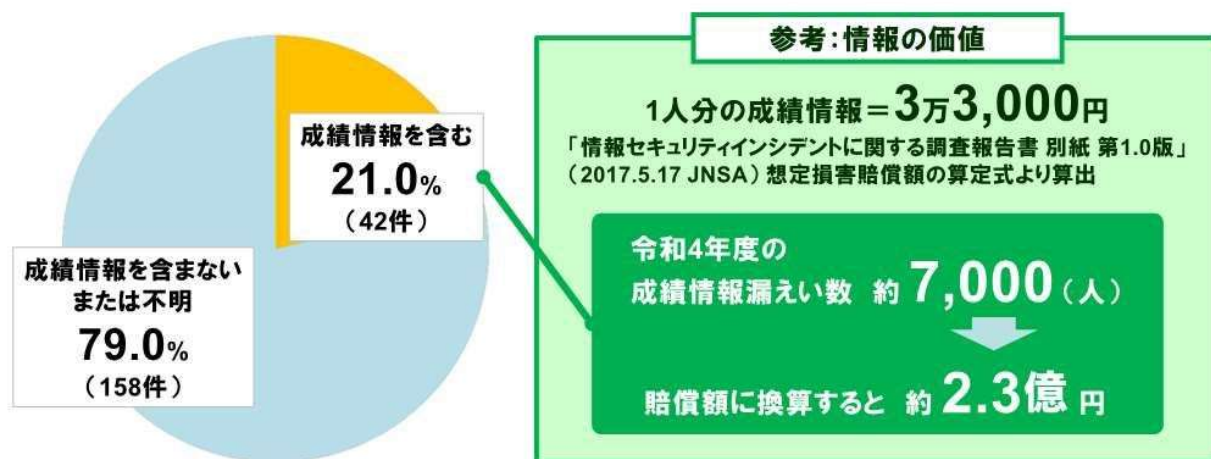 成績情報を含む
21.0%
（42件）
成績情報を含まない
または不明
79.0%
（158件）
参考：情報の価値
1人分の成績情報＝3万3,000円
「情報セキュリティインシデントに関する調査報告書 別紙 第1.0版」
（2017.5.17 JNSA）想定損害賠償額の算定式より算出
令和4年度の
成績情報漏えい数 約 7,000（人）
賠償額に換算すると 約 2.3億 円